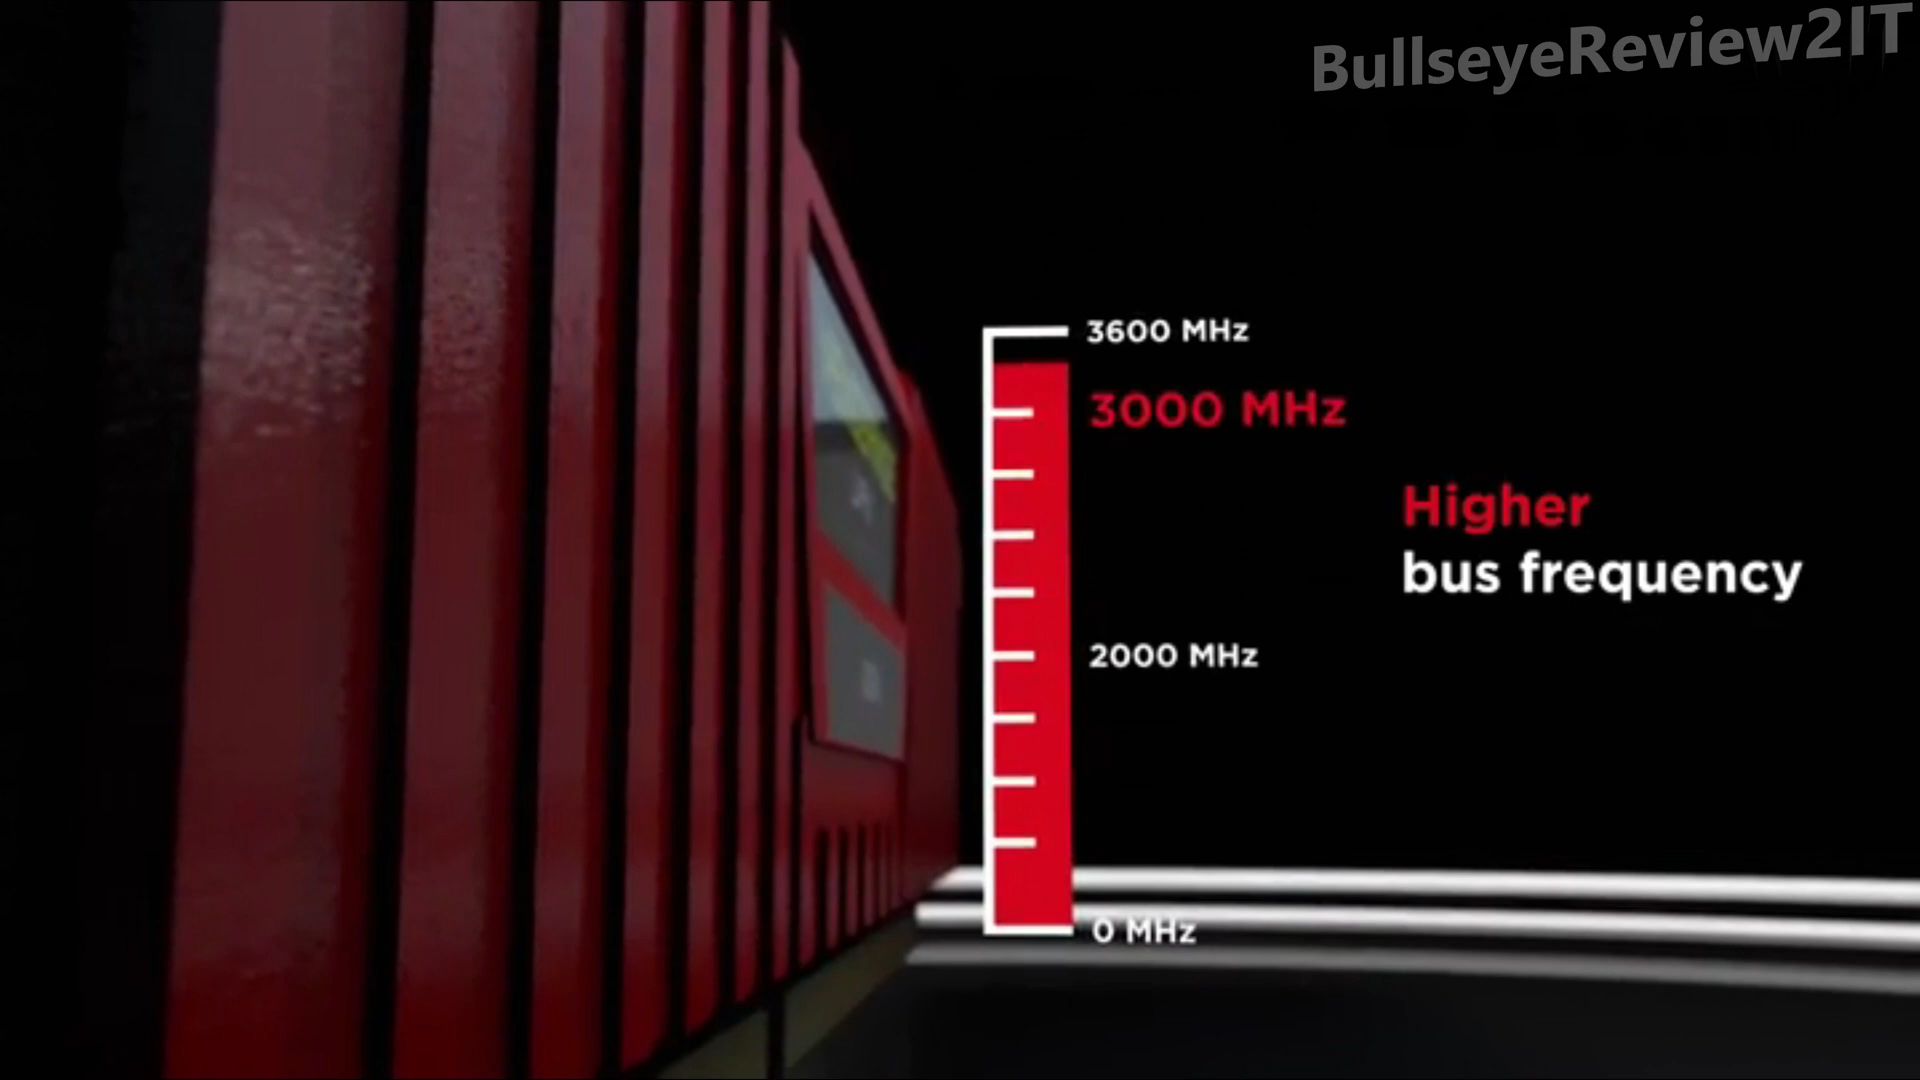 BullseyeReview2IT
3600 MHz
3000 MHz
Higher
bus frequency
2000 MHz
0 MHz